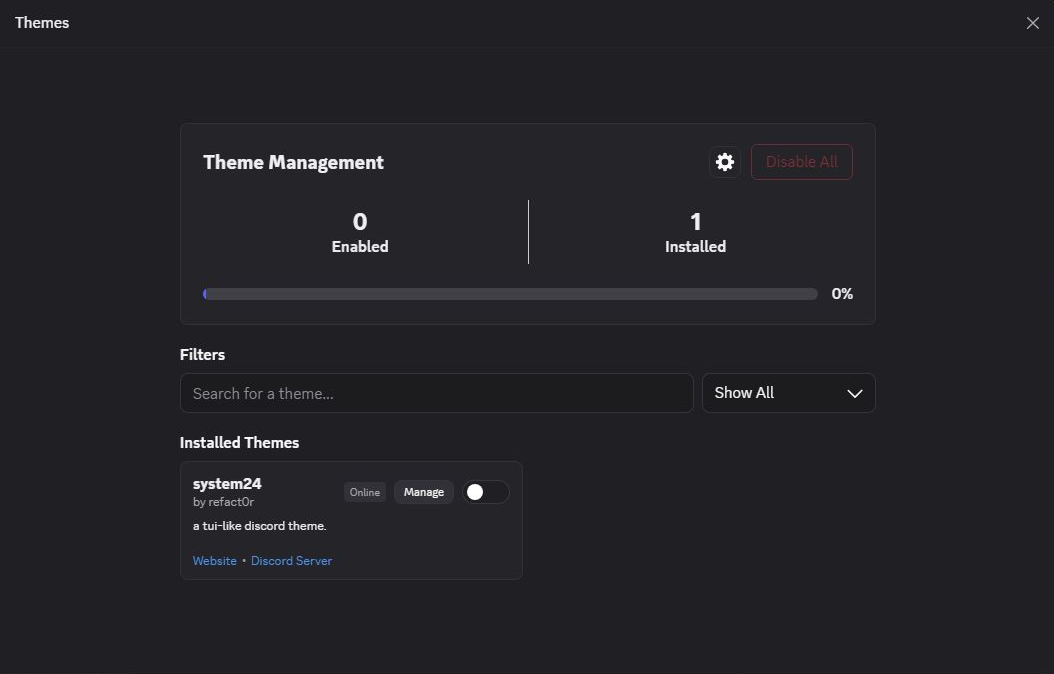 Themes
Theme Management
Disable All
0
Enabled
1
Installed
0%
Filters
Search for a theme...
Show All
Installed Themes
system24
by refact0r
Online
Manage
a tui-like discord theme.
Website • Discord Server